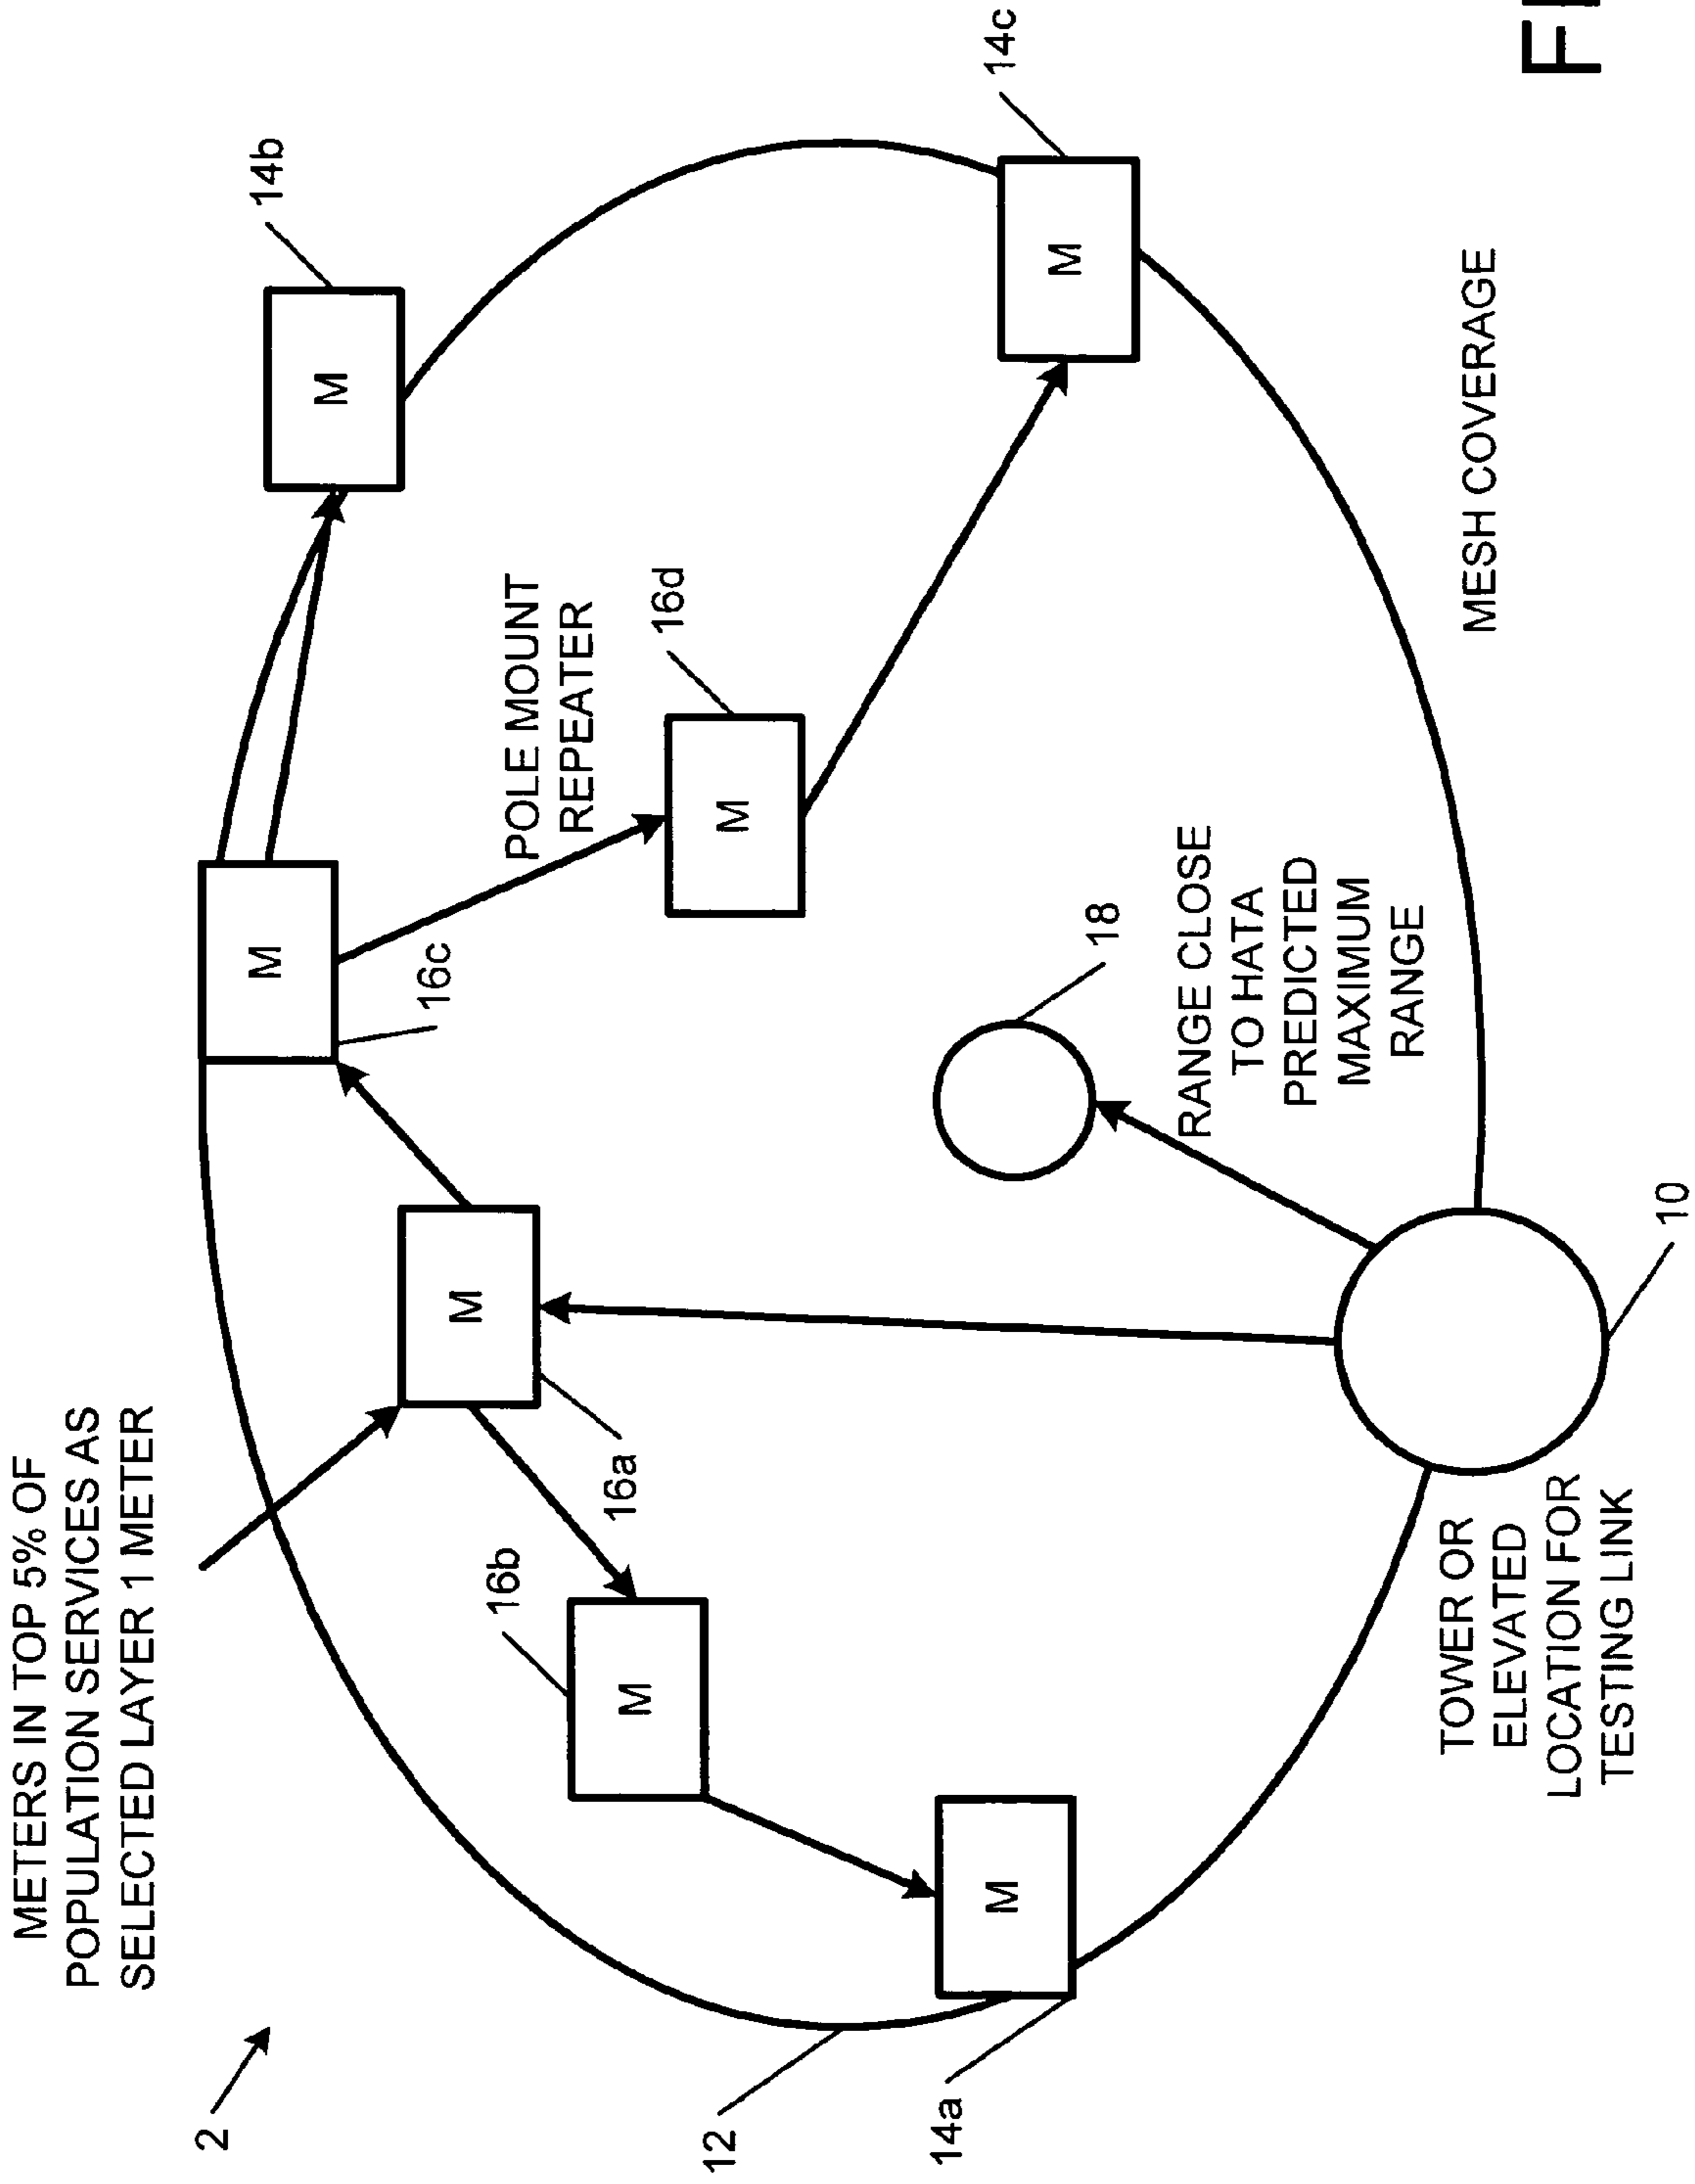 METERS IN TOP 5% OF
POPULATION SERVICES AS
SELECTED LAYER 1 METER
2
14b
M
M
16c
POLE MOUNT
REPEATER
M
16a
16b
M
16d
M
12
14a
M
18
14c
M
RANGE CLOSE
TO HATA
PREDICTED
MAXIMUM
RANGE
TOWER OR
ELEVATED
LOCATION FOR
TESTING LINK
10
MESH COVERAGE